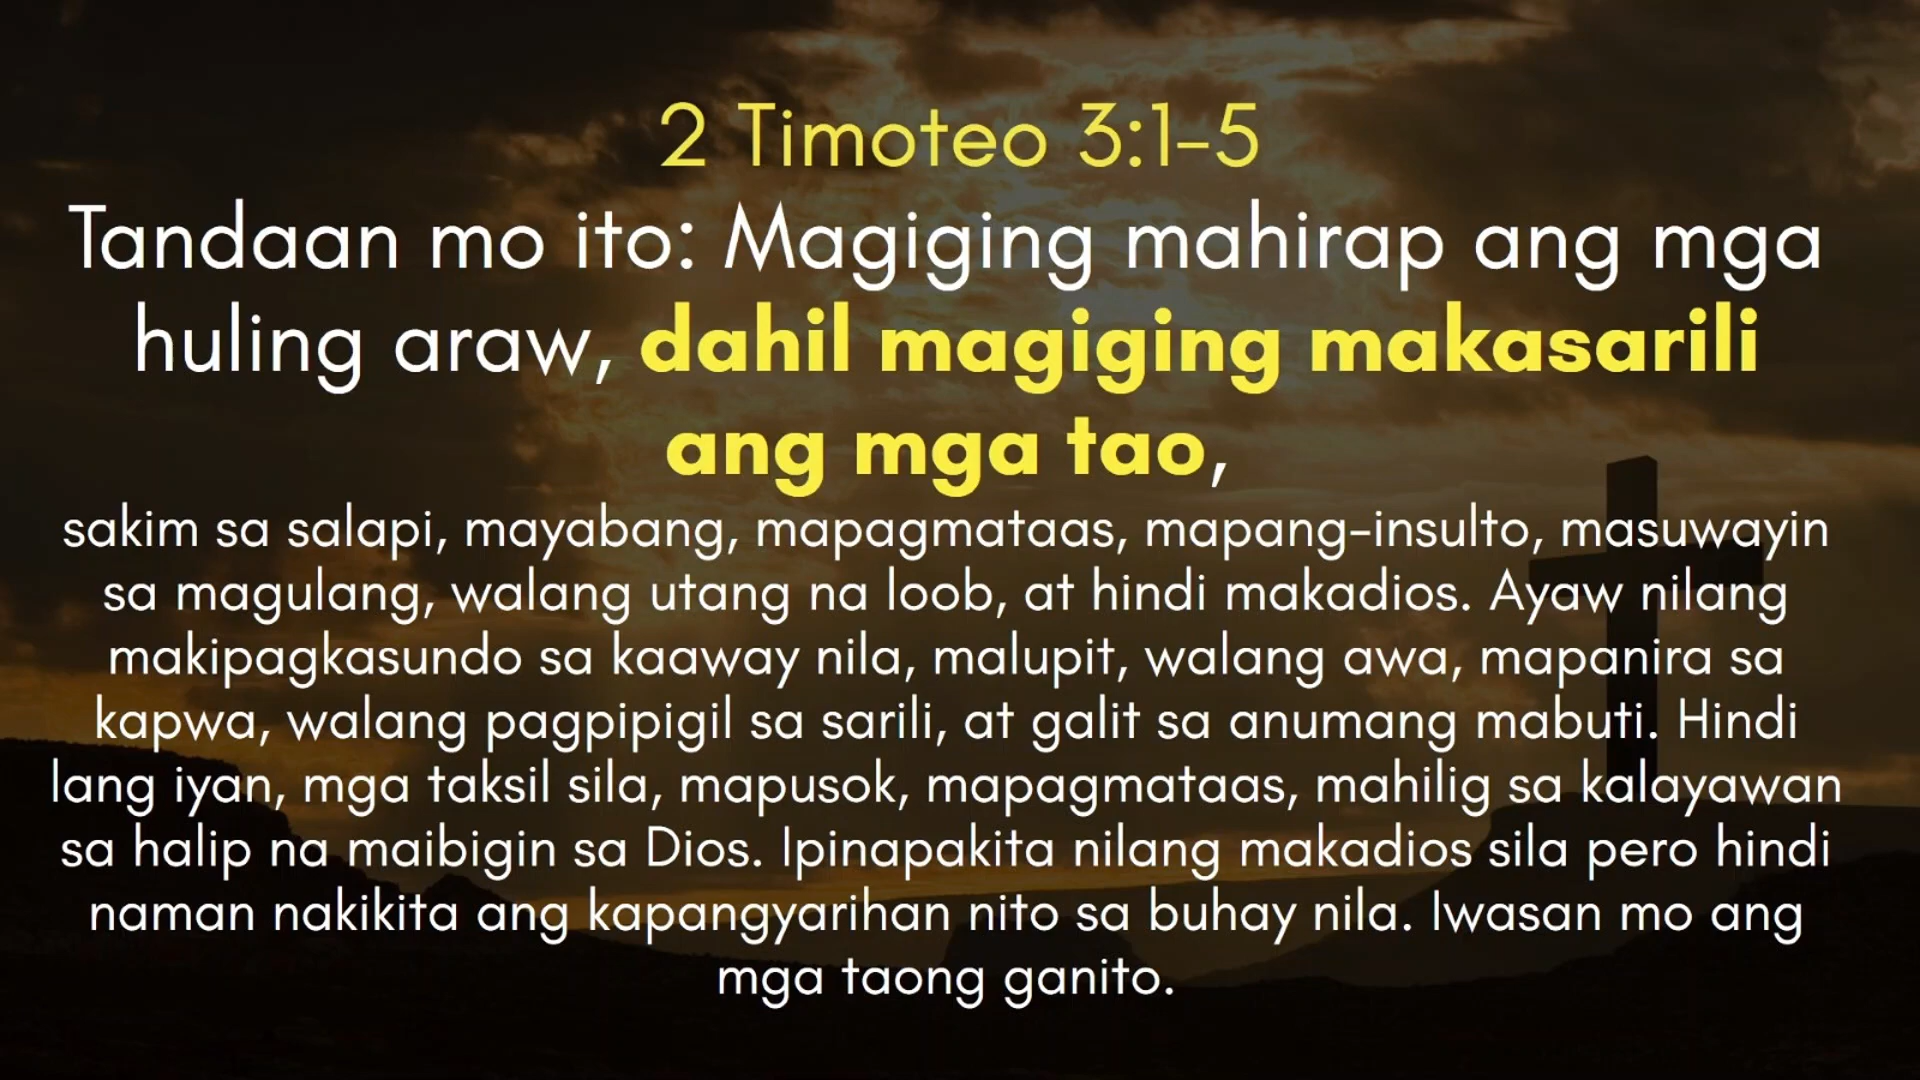 2 Timoteo 3:1-5
Tandaan mo ito: Magiging mahirap ang mga
huling araw, dahil magiging makasarili
ang mga tao,
sakim sa salapi, mayabang, mapagmataas, mapang-insulto, masuwayin
sa magulang, walang utang na loob, at hindi makadios. Ayaw nilang
makipagkasundo sa kaaway nila, malupit, walang awa, mapanira sa
kapwa, walang pagpipigil sa sarili, at galit sa anumang mabuti. Hindi
lang iyan, mga taksil sila, mapusok, mapagmataas, mahilig sa kalayawan
sa halip na maibigin sa Dios. Ipinapakita nilang makadios sila pero hindi
naman nakikita ang kapangyarihan nito sa buhay nila. Iwasan mo ang
mga taong ganito.